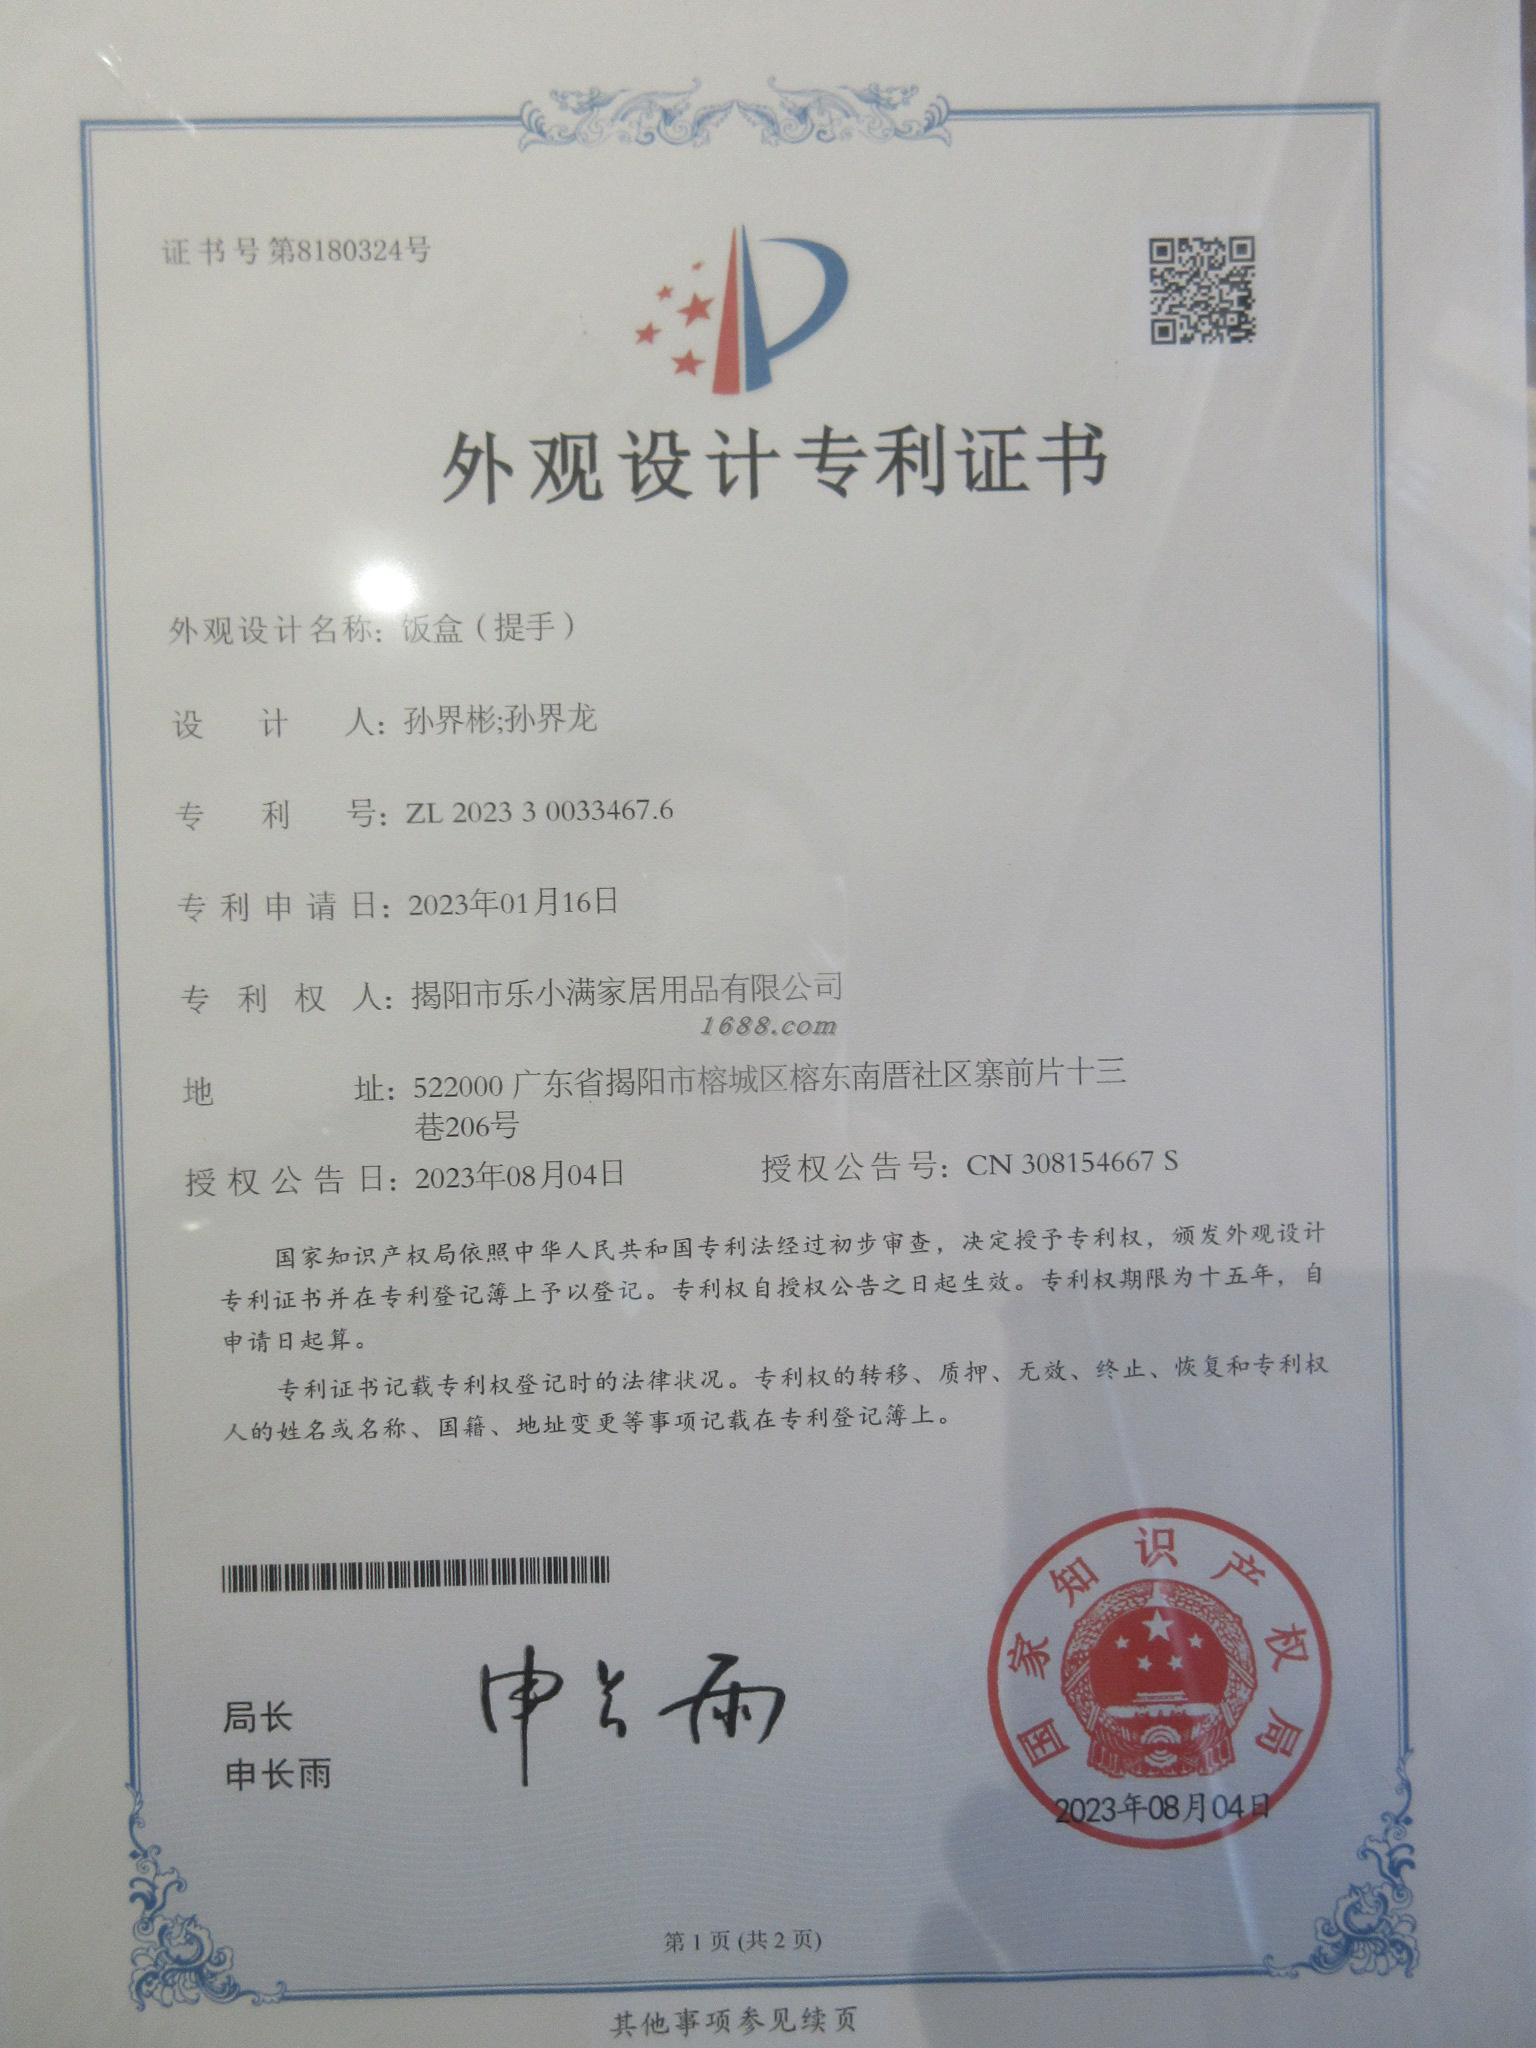 证书号第8180324号
外观设计专利证书
外观设计名称：饭盒（提手）
设计人：孙界彬;孙界龙
专利号：ZL 2023 3 0033467.6
专利申请日：2023年01月16日
专利权人：揭阳市乐小满家居用品有限公司
1688.com
地址：522000 广东省揭阳市榕城区榕东南厝社区寨前片十三
巷206号
授权公告日：2023年08月04日 授权公告号：CN 308154667 S
国家知识产权局依照中华人民共和国专利法经过初步审查，决定授予专利权，颁发外观设计
专利证书并在专利登记簿上予以登记。专利权自授权公告之日起生效。专利权期限为十五年，自
申请日起算。
专利证书记载专利权登记时的法律状况。专利权的转移、质押、无效、终止、恢复和专利权
人的姓名或名称、国籍、地址变更等事项记载在专利登记簿上。
局长
申长雨
申长雨
国家知识产权局
2023年08月04日
第 1 页 (共 2 页)
其他事项参见续页